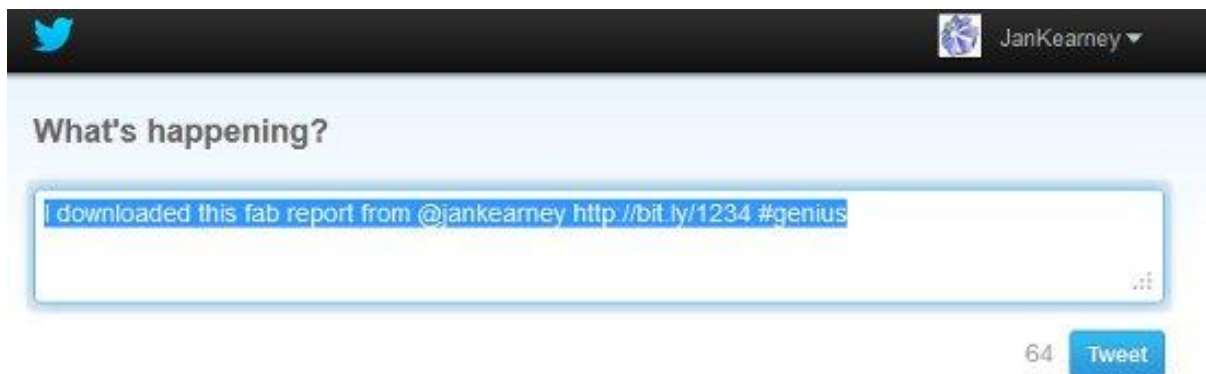 JanKearney
What's happening?
I downloaded this fab report from @jankearney http://bit.ly/1234 #genius
64 Tweet